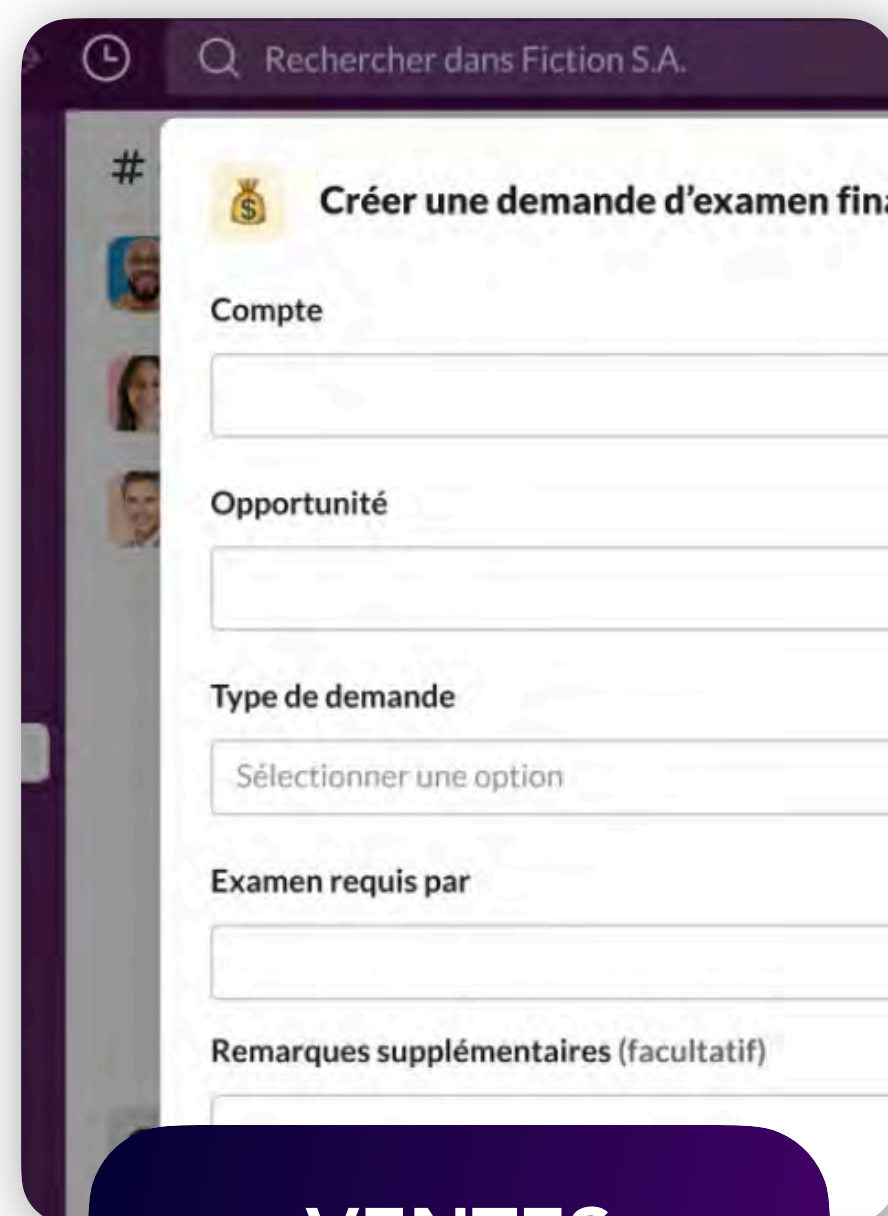 Rechercher dans Fiction S.A.
#
Créer une demande d’examen
Compte
Opportunité
Type de demande
Sélectionner une option
Examen requis par
Remarques supplémentaires (facultatif)
VENTES